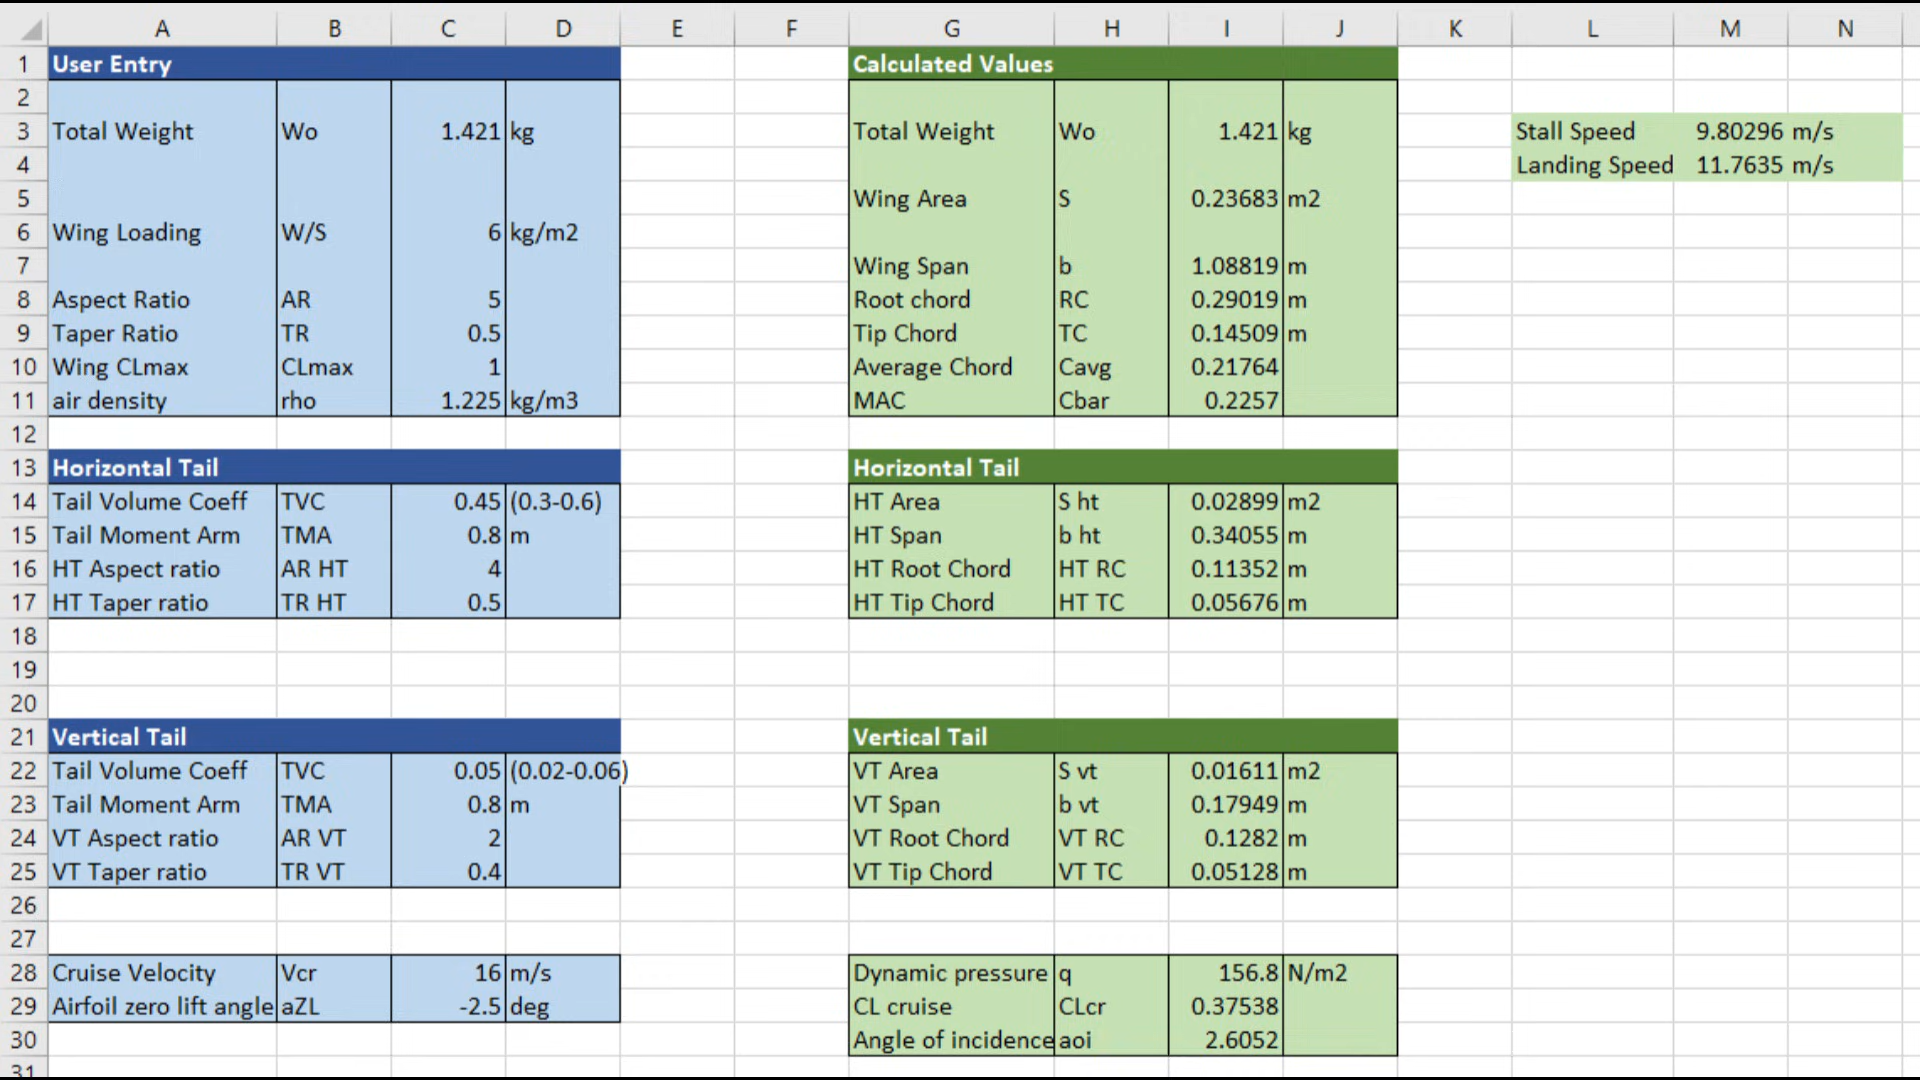 A B C D E F G H I J K L M N
1 User Entry Calculated Values
2
3 Total Weight Wo 1.421 kg Total Weight Wo 1.421 kg Stall Speed 9.80296 m/s
4 Landing Speed 11.7635 m/s
5 Wing Area S 0.23683 m2
6 Wing Loading W/S 6 kg/m2
7 Wing Span b 1.08819 m
8 Aspect Ratio AR 5 Root chord RC 0.29019 m
9 Taper Ratio TR 0.5 Tip Chord TC 0.14509 m
10 Wing CLmax CLmax 1 Average Chord Cavg 0.21764
11 air density rho 1.225 kg/m3 MAC Cbar 0.2257
12
13 Horizontal Tail Horizontal Tail
14 Tail Volume Coeff TVC 0.45 (0.3-0.6) HT Area S ht 0.02899 m2
15 Tail Moment Arm TMA 0.8 m HT Span b ht 0.34055 m
16 HT Aspect ratio AR HT 4 HT Root Chord HT RC 0.11352 m
17 HT Taper ratio TR HT 0.5 HT Tip Chord HT TC 0.05676 m
18
19
20
21 Vertical Tail Vertical Tail
22 Tail Volume Coeff TVC 0.05 (0.02-0.06) VT Area S vt 0.01611 m2
23 Tail Moment Arm TMA 0.8 m VT Span b vt 0.17949 m
24 VT Aspect ratio AR VT 2 VT Root Chord VT RC 0.1282 m
25 VT Taper ratio TR VT 0.4 VT Tip Chord VT TC 0.05128 m
26
27
28 Cruise Velocity Vcr 16 m/s Dynamic pressure q 156.8 N/m2
29 Airfoil zero lift angle aZL -2.5 deg CL cruise CLcr 0.37538
30 Angle of incidence aoi 2.6052
31